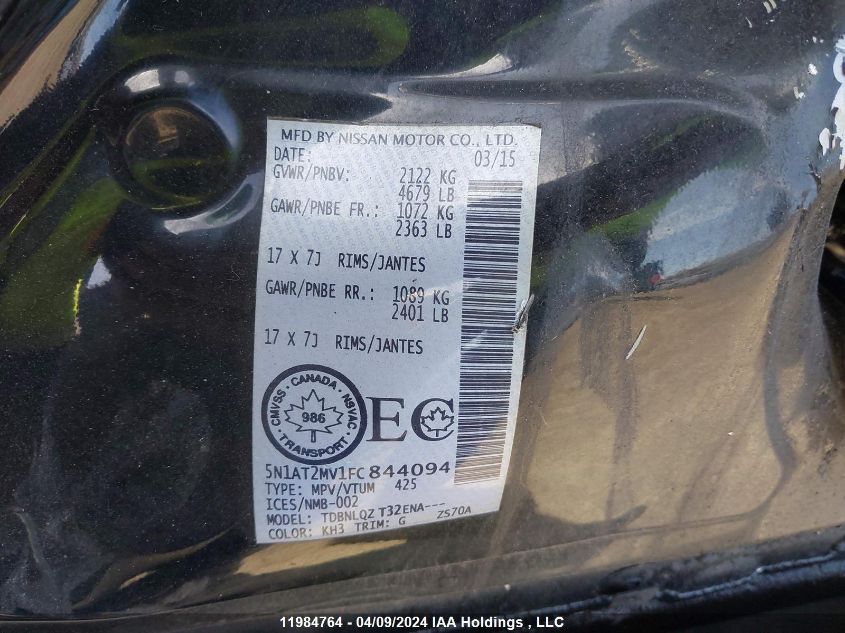 MFD BY NISSAN MOTOR CO., LTD.
DATE: 03/15
GVWR/PNBV: 2122 KG
4679 LB
GAWR/PNBE FR.: 1072 KG
2363 LB
17 X 7J RIMS/JANTES
GAWR/PNBE RR.: 1089 KG
2401 LB
17 X 7J RIMS/JANTES
CMVSS · CANADA · NSVAC · TRANSPORT ·
986
EC
5N1AT2MV1FC844094
TYPE: MPV/VTUM 425
ICES/NMB-002
MODEL: TDBNLQZ T32ENA---
COLOR: KH3 TRIM: G ZS70A
11984764 - 04/09/2024 IAA Holdings , LLC